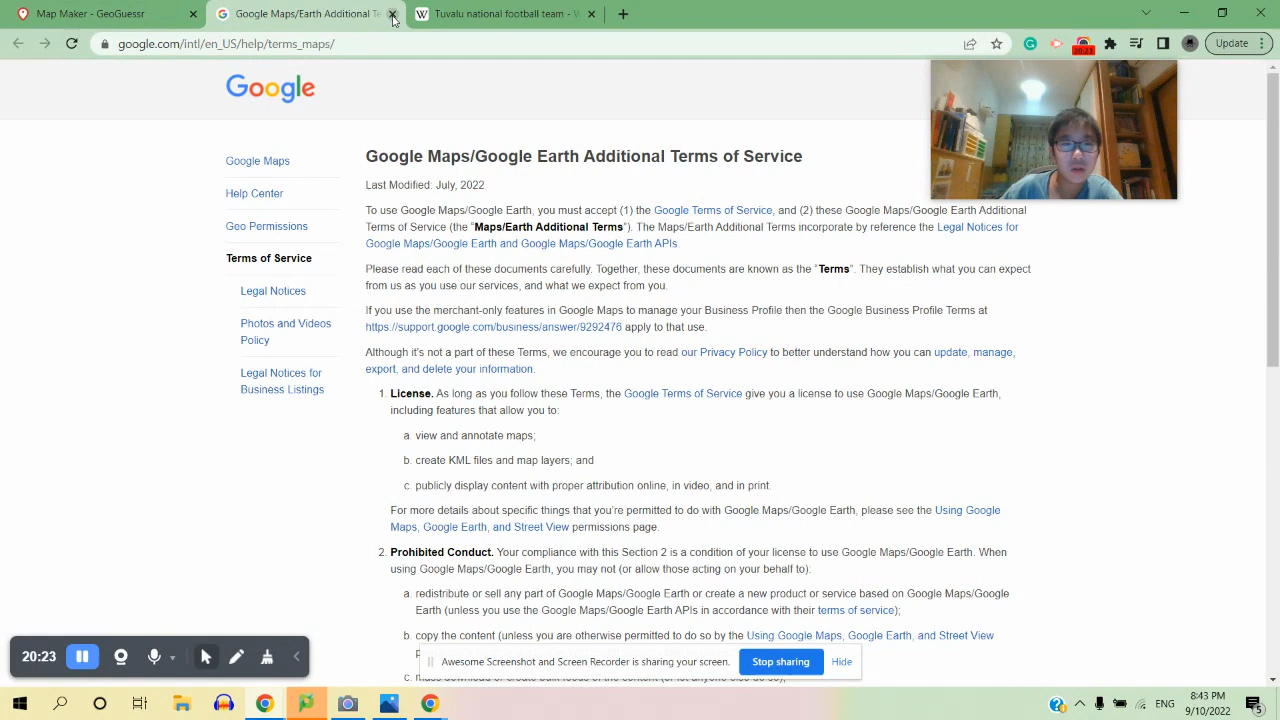 Map Maker - GeoGuessr
Google Maps/Earth Additional Te
Tuvalu national football team - W
google.com/intl/en_US/help/terms_maps/
20:23
Update
Google
Google Maps
Help Center
Geo Permissions
Terms of Service
Legal Notices
Photos and Videos
Policy
Legal Notices for
Business Listings
Google Maps/Google Earth Additional Terms of Service
Last Modified: July, 2022
To use Google Maps/Google Earth, you must accept (1) the Google Terms of Service, and (2) these Google Maps/Google Earth Additional
Terms of Service (the “Maps/Earth Additional Terms”). The Maps/Earth Additional Terms incorporate by reference the Legal Notices for
Google Maps/Google Earth and Google Maps/Google Earth APIs.
Please read each of these documents carefully. Together, these documents are known as the “Terms”. They establish what you can expect
from us as you use our services, and what we expect from you.
If you use the merchant-only features in Google Maps to manage your Business Profile then the Google Business Profile Terms at
https://support.google.com/business/answer/9292476 apply to that use.
Although it's not a part of these Terms, we encourage you to read our Privacy Policy to better understand how you can update, manage,
export, and delete your information.
1. License. As long as you follow these Terms, the Google Terms of Service give you a license to use Google Maps/Google Earth,
including features that allow you to:
a. view and annotate maps;
b. create KML files and map layers; and
c. publicly display content with proper attribution online, in video, and in print.
For more details about specific things that you’re permitted to do with Google Maps/Google Earth, please see the Using Google
Maps, Google Earth, and Street View permissions page.
2. Prohibited Conduct. Your compliance with this Section 2 is a condition of your license to use Google Maps/Google Earth. When
using Google Maps/Google Earth, you may not (or allow those acting on your behalf to):
a. redistribute or sell any part of Google Maps/Google Earth or create a new product or service based on Google Maps/Google
Earth (unless you use the Google Maps/Google Earth APIs in accordance with their terms of service);
b. copy the content (unless you are otherwise permitted to do so by the Using Google Maps, Google Earth, and Street View
Awesome Screenshot and Screen Recorder is sharing your screen.
Stop sharing
Hide
ENG
8:43 PM
9/10/2022
5